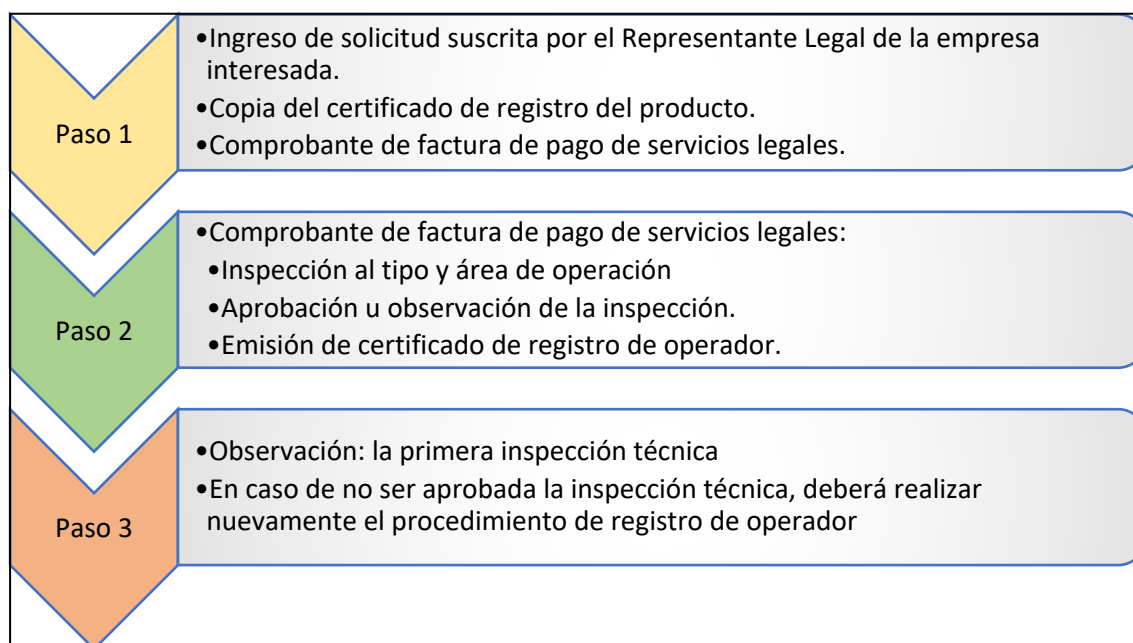 Paso 1
•Ingreso de solicitud suscrita por el Representante Legal de la empresa
interesada.
•Copia del certificado de registro del producto.
•Comprobante de factura de pago de servicios legales.
Paso 2
•Comprobante de factura de pago de servicios legales:
•Inspección al tipo y área de operación
•Aprobación u observación de la inspección.
•Emisión de certificado de registro de operador.
Paso 3
•Observación: la primera inspección técnica
•En caso de no ser aprobada la inspección técnica, deberá realizar
nuevamente el procedimiento de registro de operador